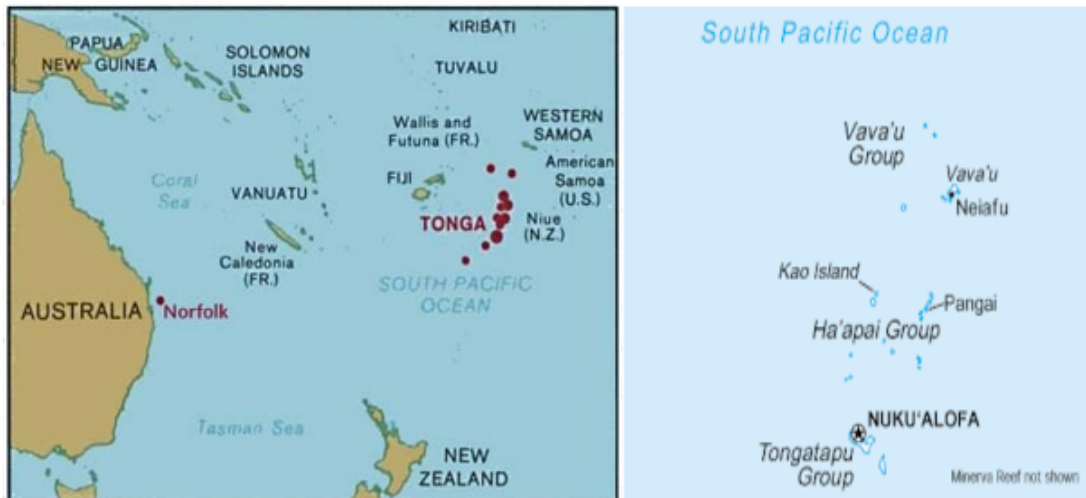 KIRIBATI
PAPUA
NEW GUINEA
SOLOMON
ISLANDS
TUVALU
WESTERN
SAMOA
Wallis and
Futuna (FR.)
American
Samoa
(U.S.)
FIJI
Coral
Sea
VANUATU
TONGA
Niue
(N.Z.)
New
Caledonia
(FR.)
SOUTH PACIFIC
OCEAN
AUSTRALIA
Norfolk
Tasman Sea
NEW
ZEALAND
South Pacific Ocean
Vava'u
Group
Vava'u
Neiafu
Kao Island
Pangai
Ha'apai Group
NUKU'ALOFA
Tongatapu
Group
Minerva Reef not shown